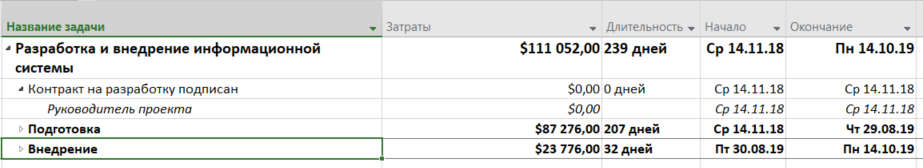 Название задачи Затраты Длительность Начало Окончание
Разработка и внедрение информационной $111 052,00 239 дней Ср 14.11.18 Пн 14.10.19
системы
Контракт на разработку подписан $0,00 0 дней Ср 14.11.18 Ср 14.11.18
Руководитель проекта $0,00 Ср 14.11.18 Ср 14.11.18
Подготовка $87 276,00 207 дней Ср 14.11.18 Чт 29.08.19
Внедрение $23 776,00 32 дней Пт 30.08.19 Пн 14.10.19